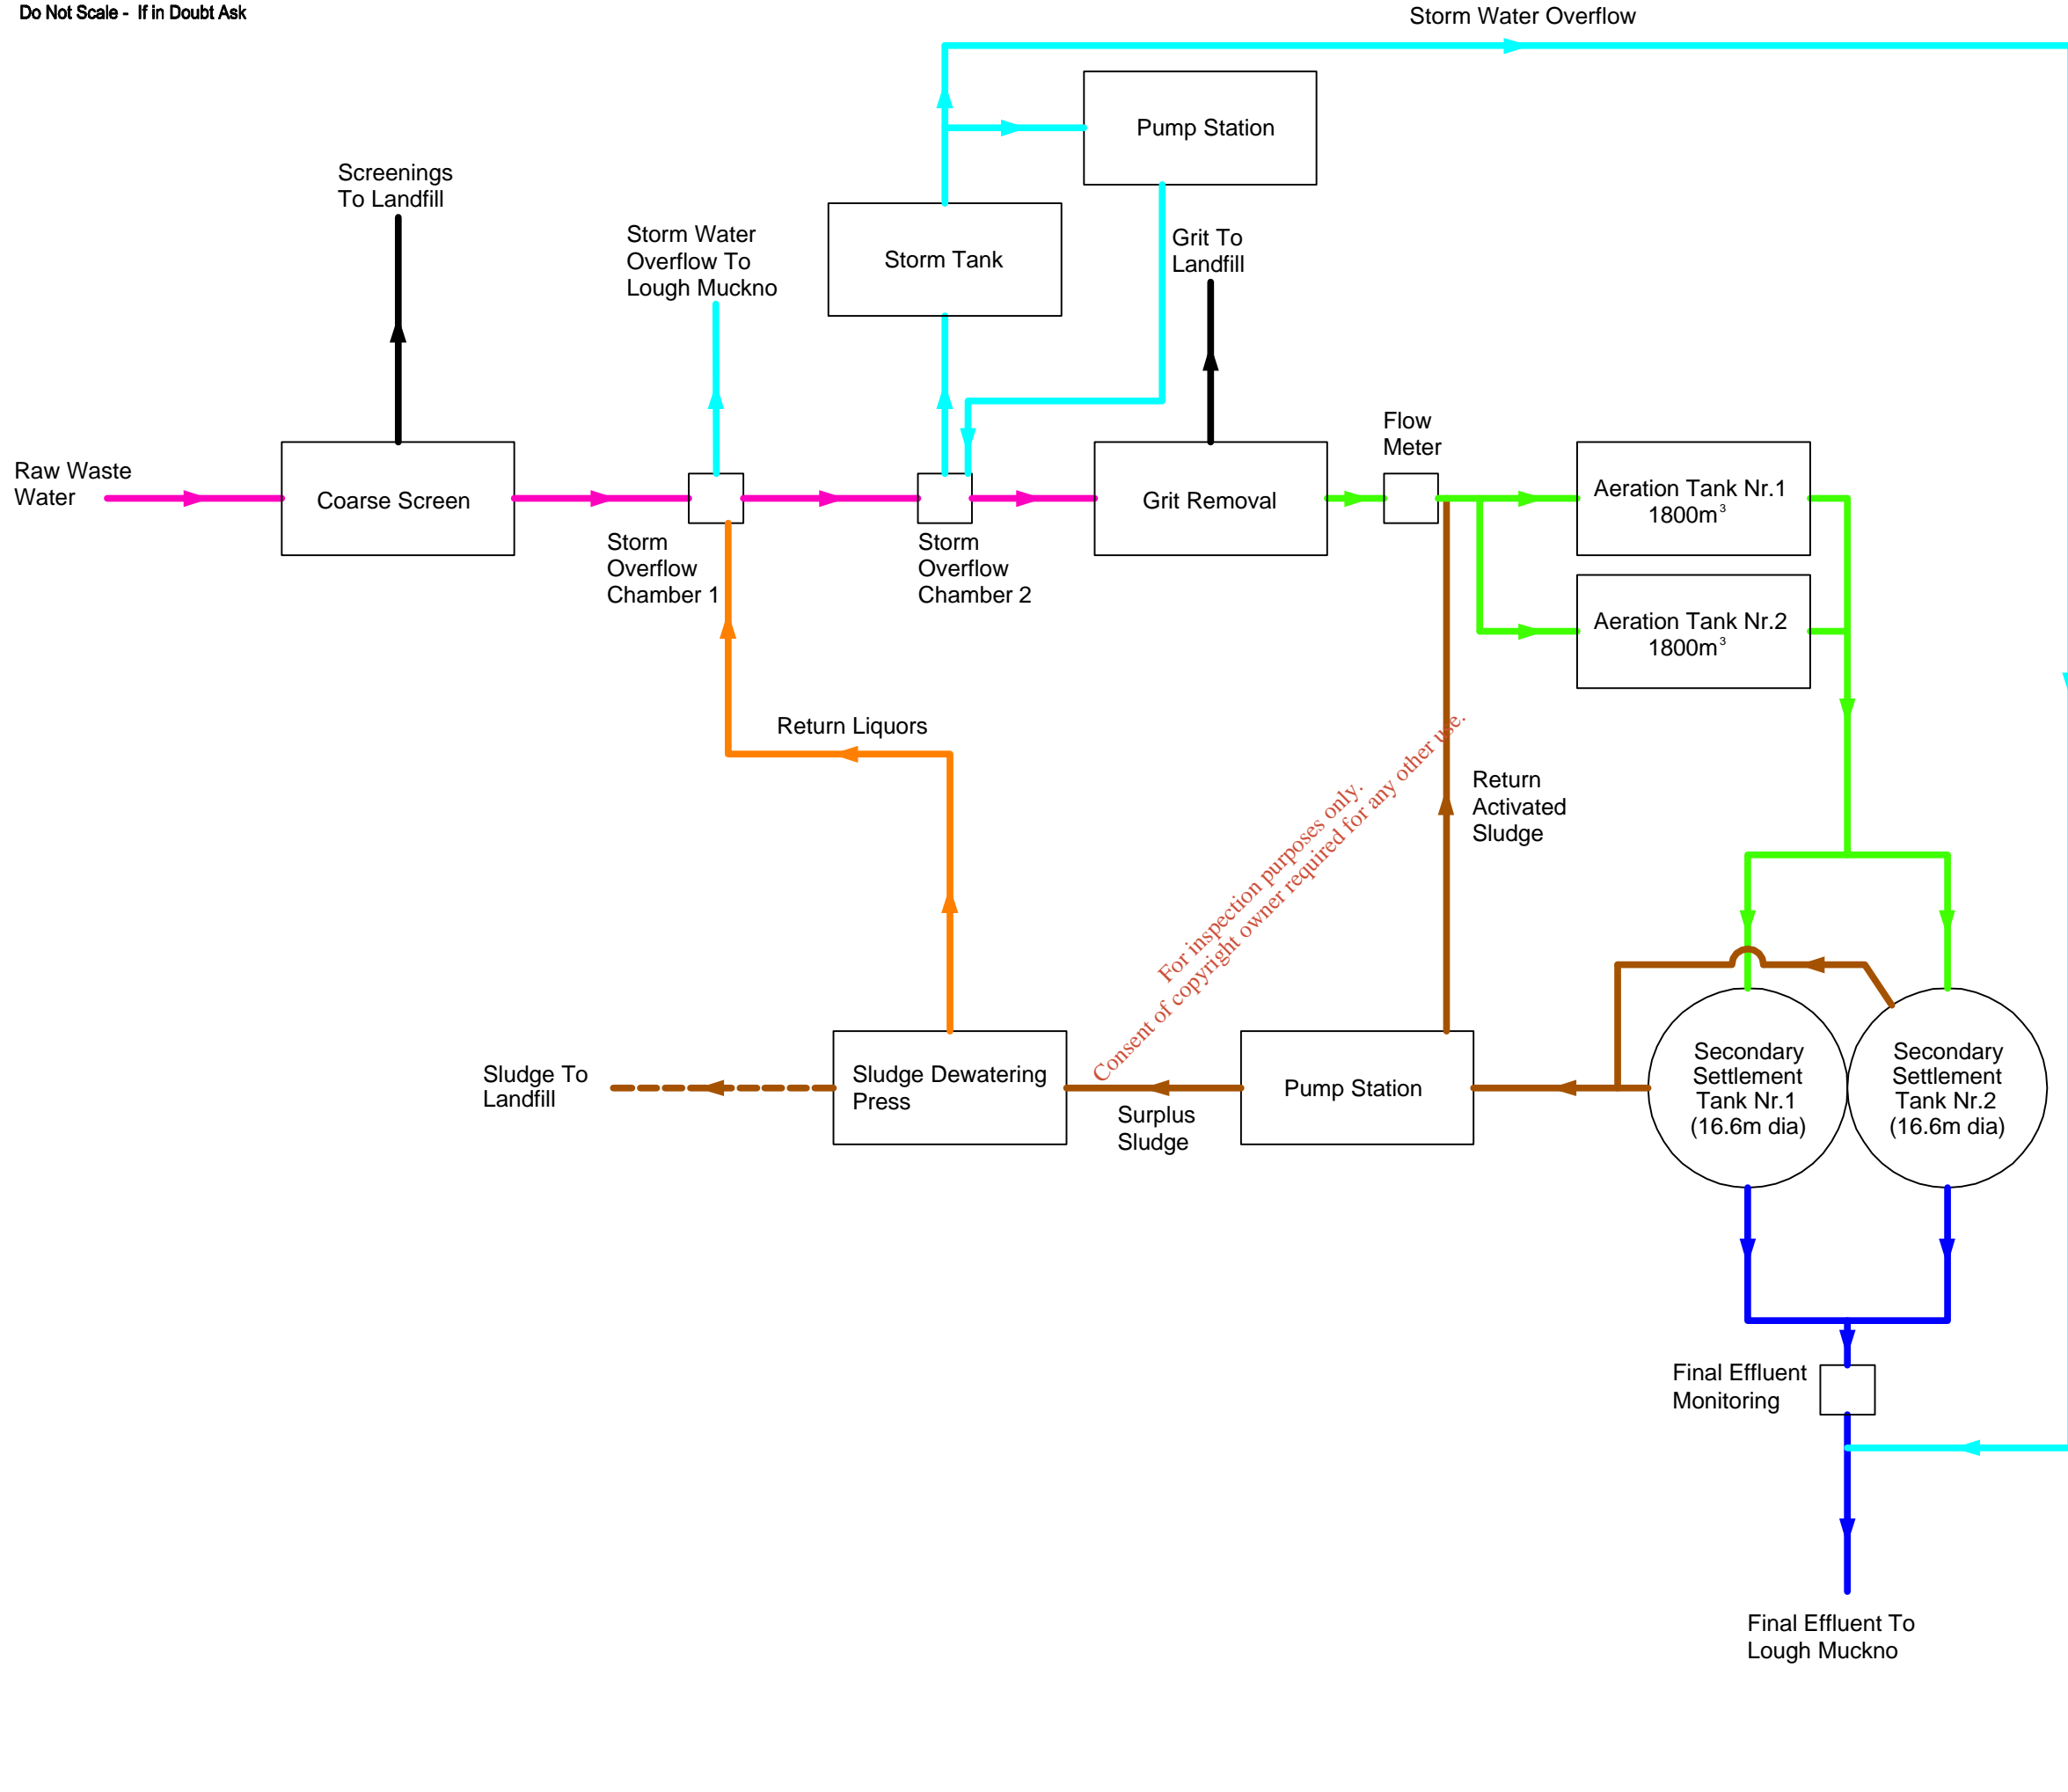 Do Not Scale - If in Doubt Ask
Storm Water Overflow
Pump Station
Screenings
To Landfill
Storm Water
Overflow To
Lough Muckno
Storm Tank
Grit To
Landfill
Flow
Meter
Raw Waste
Water
Coarse Screen
Grit Removal
Aeration Tank Nr.1
1800m³
Storm
Overflow
Chamber 1
Storm
Overflow
Chamber 2
Aeration Tank Nr.2
1800m³
Return Liquors
Return
Activated
Sludge
For inspection purposes only.
Consent of copyright owner required for any other use.
Sludge To
Landfill
Sludge Dewatering
Press
Surplus
Sludge
Pump Station
Secondary
Settlement
Tank Nr.1
(16.6m dia)
Secondary
Settlement
Tank Nr.2
(16.6m dia)
Final Effluent
Monitoring
Final Effluent To
Lough Muckno